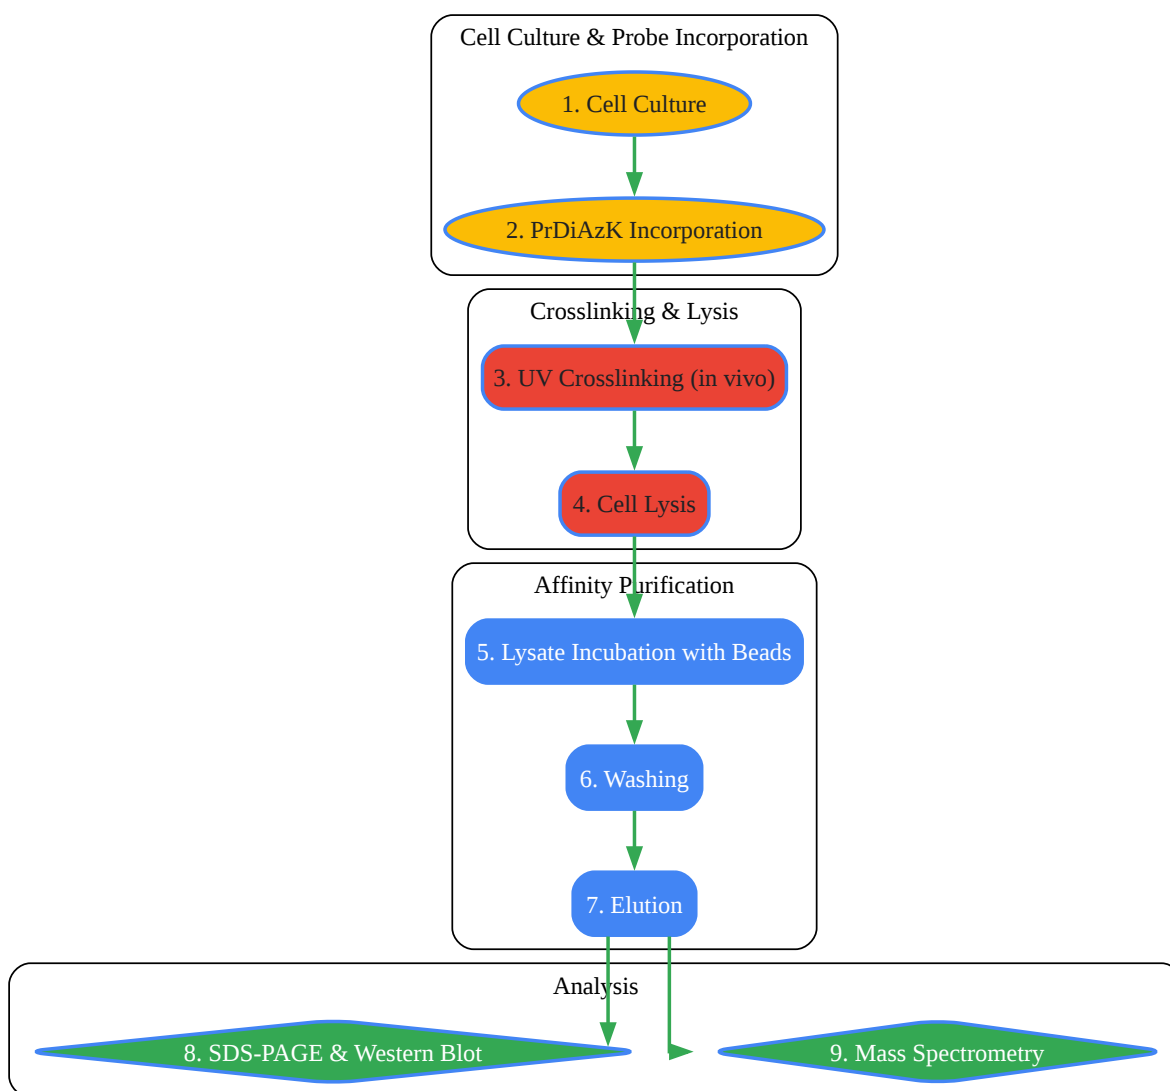 Cell Culture & Probe Incorporation
1. Cell Culture
2. PrDiAzK Incorporation
Crosslinking & Lysis
3. UV Crosslinking (in vivo)
4. Cell Lysis
Affinity Purification
5. Lysate Incubation with Beads
6. Washing
7. Elution
Analysis
8. SDS-PAGE & Western Blot
9. Mass Spectrometry